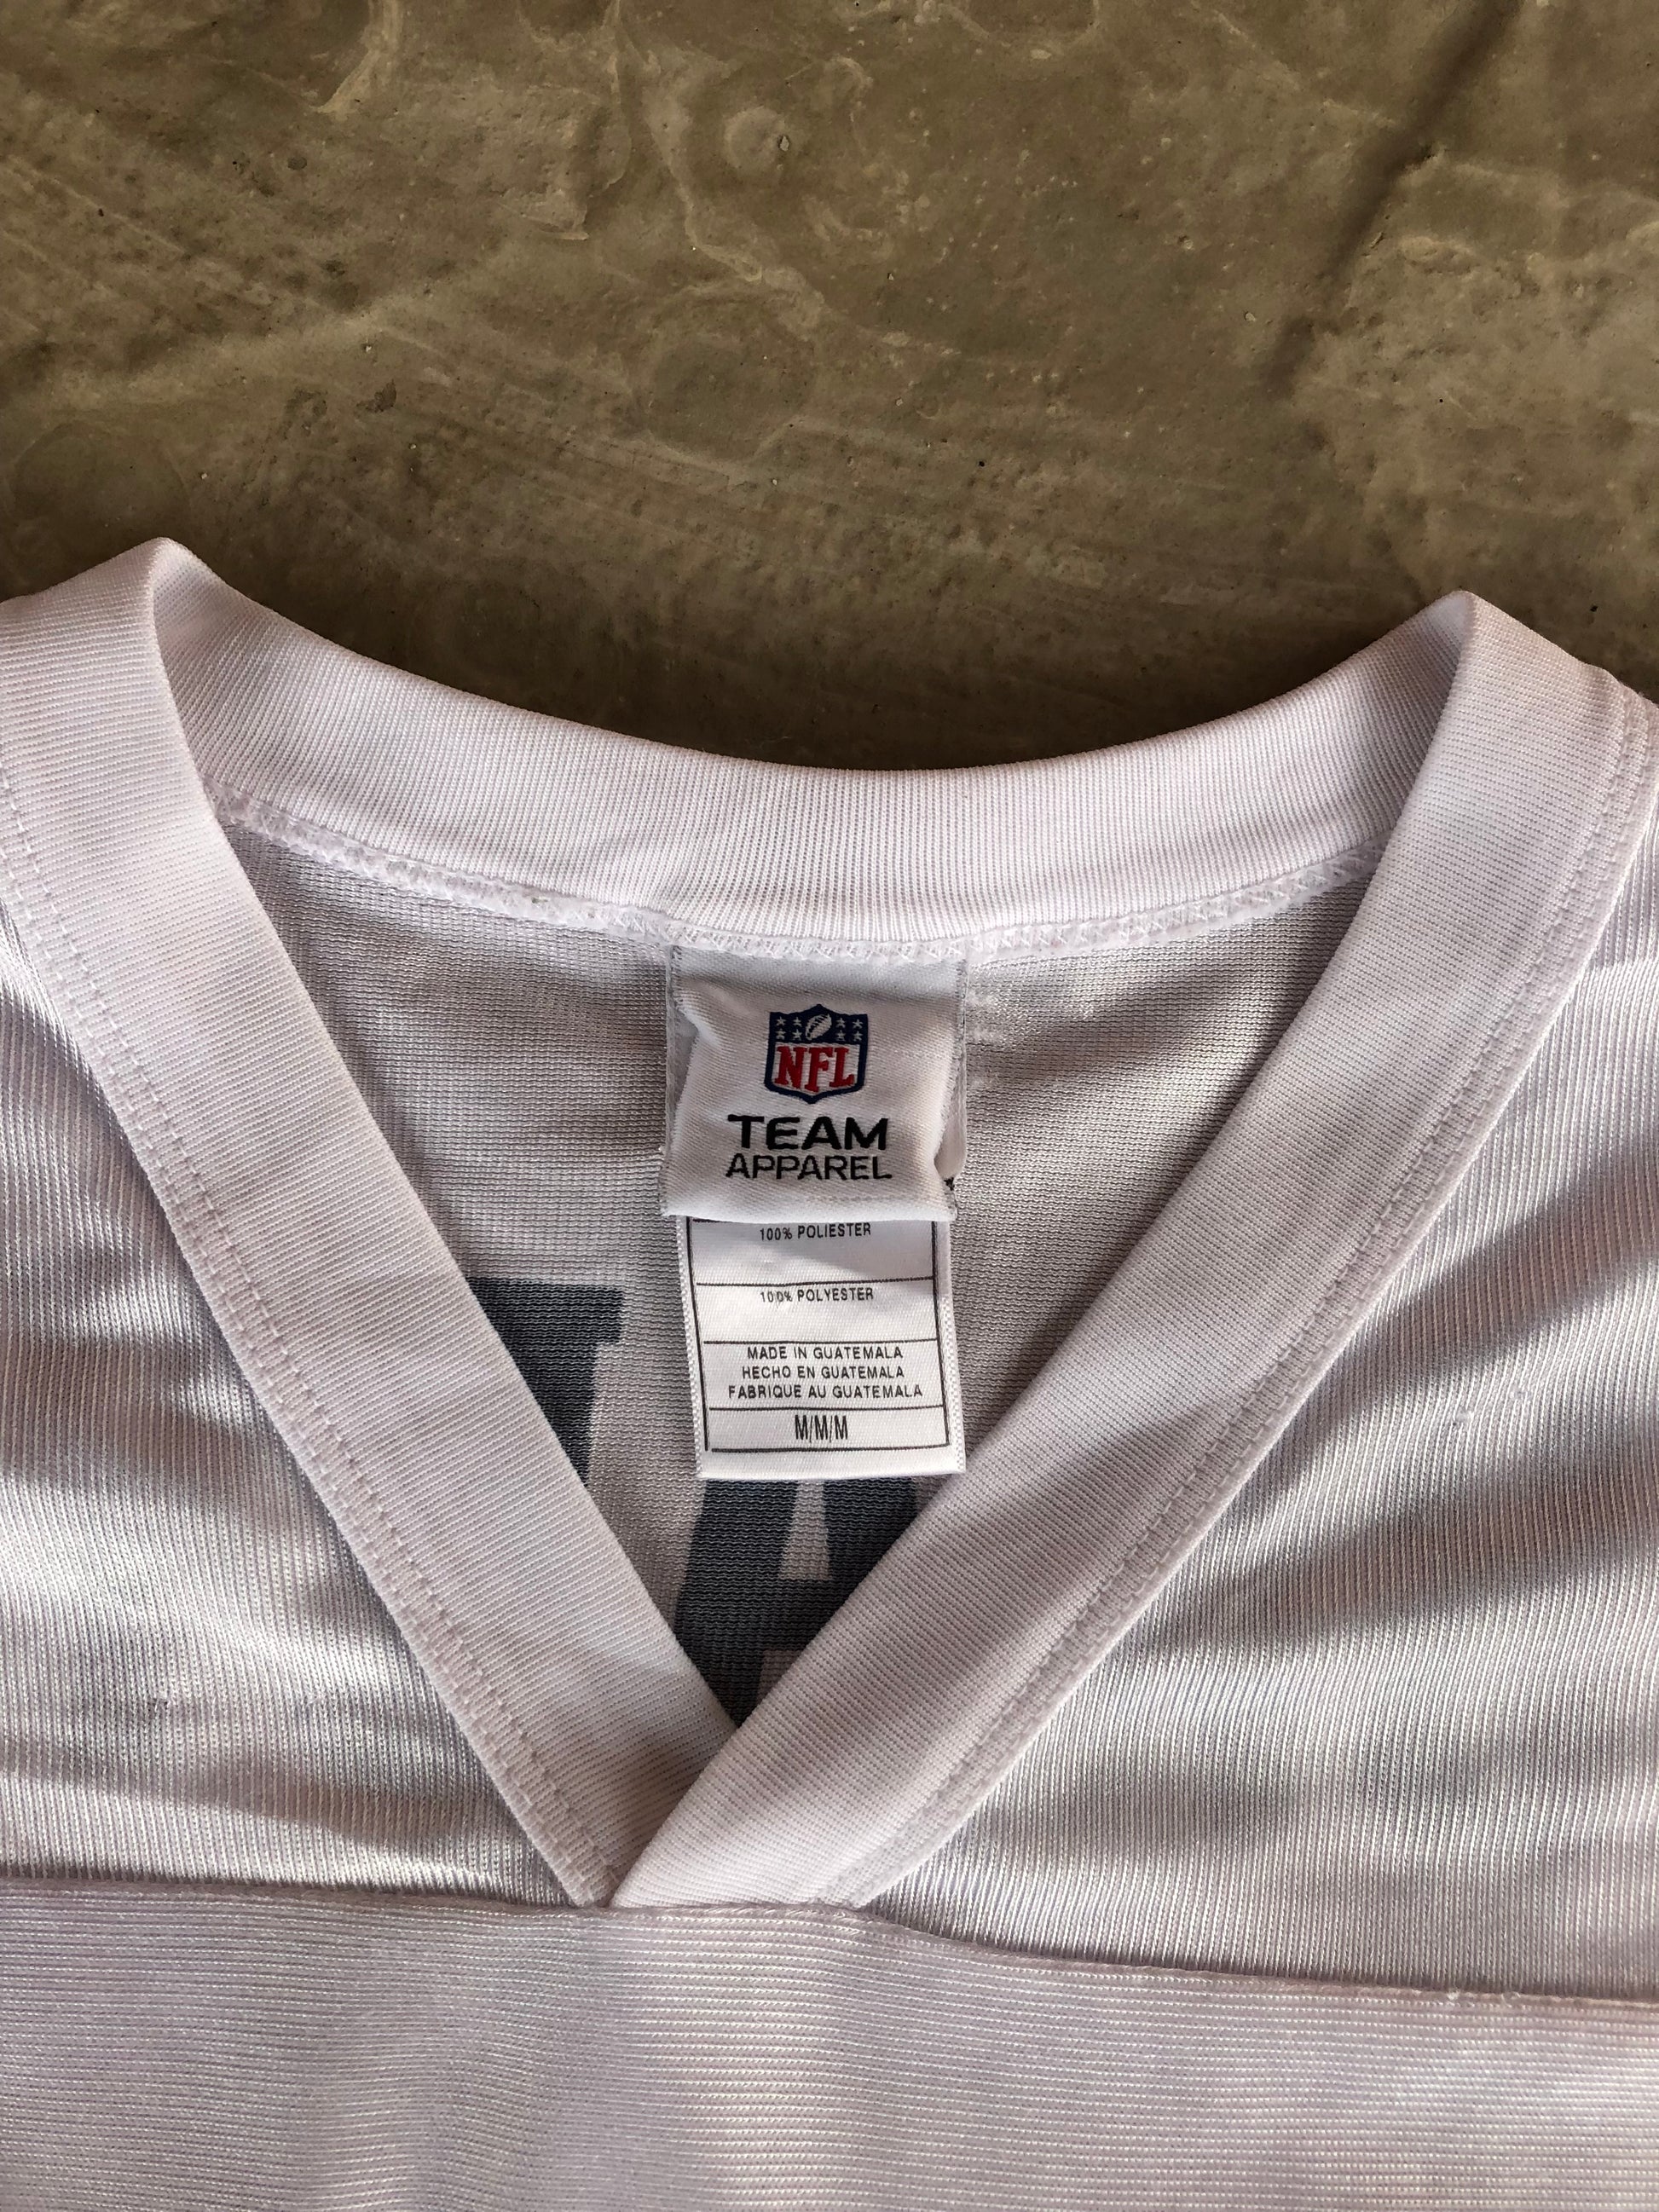 NFL
TEAM
APPAREL
100% POLIESTER
100% POLYESTER
MADE IN GUATEMALA
HECHO EN GUATEMALA
FABRIQUE AU GUATEMALA
M/M/M